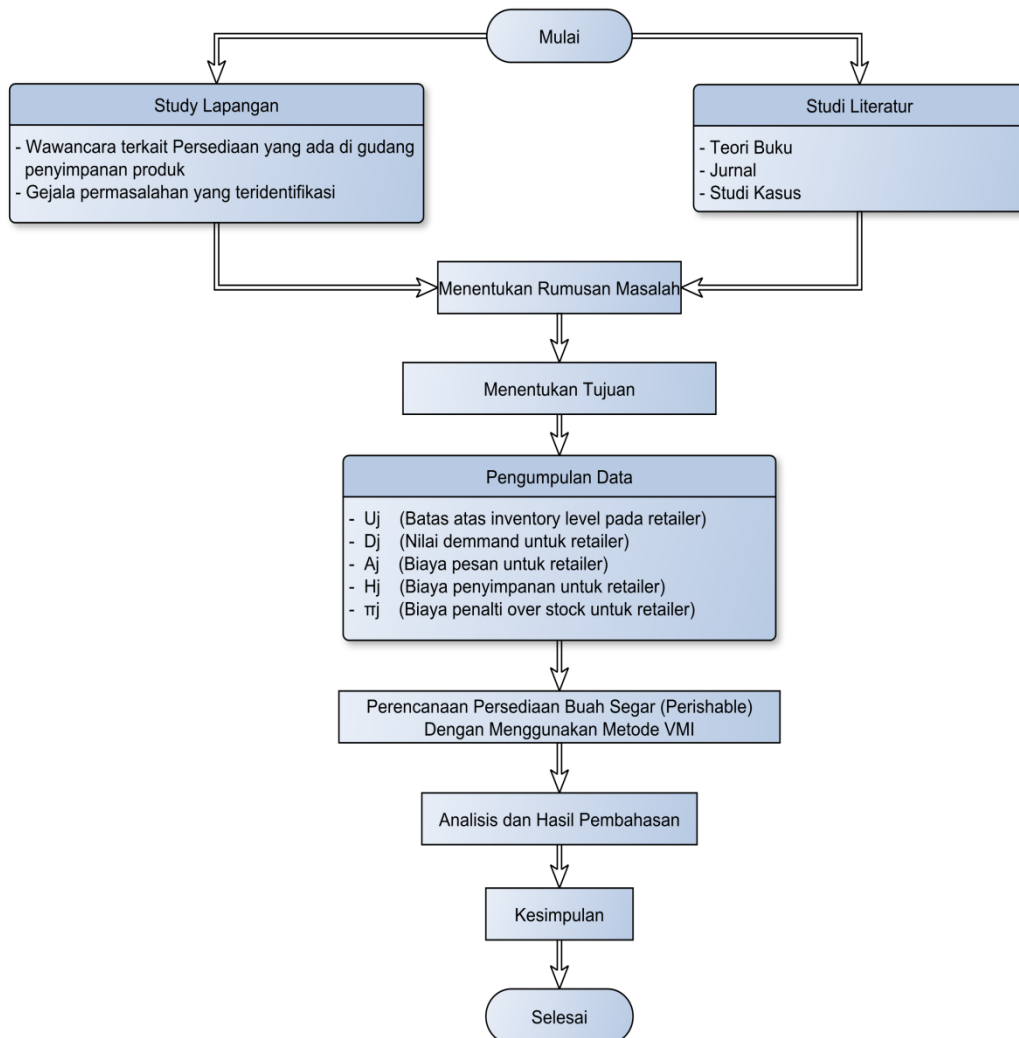 Mulai
Study Lapangan
- Wawancara terkait Persediaan yang ada di gudang
penyimpanan produk
- Gejala permasalahan yang teridentifikasi
Studi Literatur
- Teori Buku
- Jurnal
- Studi Kasus
Menentukan Rumusan Masalah
Menentukan Tujuan
Pengumpulan Data
- Uj (Batas atas inventory level pada retailer)
- Dj (Nilai demmand untuk retailer)
- Aj (Biaya pesan untuk retailer)
- Hj (Biaya penyimpanan untuk retailer)
- πj (Biaya penalti over stock untuk retailer)
Perencanaan Persediaan Buah Segar (Perishable)
Dengan Menggunakan Metode VMI
Analisis dan Hasil Pembahasan
Kesimpulan
Selesai